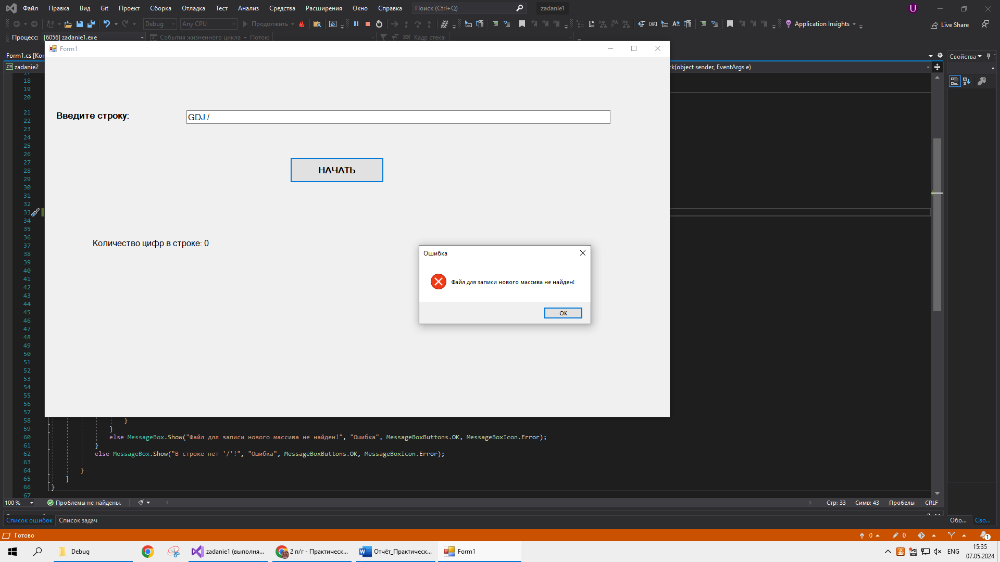 Файл Правка Вид Git Проект Сборка Отладка Тест Анализ Средства Расширения Окно Справка Поиск (Ctrl+Q) zadanie1 U
Debug Any CPU Продолжить Application Insights Live Share
Процесс: [6056] zadanie1.exe События жизненного цикла Поток: Кадр стека:
Form1
Form1.cs [Кон Свойства
C# zadanie2 ck(object sender, EventArgs e)
17
18
19
20
21
Введите строку: GDJ /
22
23
24
25
26
27
НАЧАТЬ
28
29
30
31
32
33
34
35
36
Количество цифр в строке: 0
37
38
Ошибка
39
40
41
Файл для записи нового массива не найден!
42
43
44
45
OK
46
47
48
49
50
51
52
53
54
55
56
57
58 }
59 }
60 else MessageBox.Show("Файл для записи нового массива не найден!", "Ошибка", MessageBoxButtons.OK, MessageBoxIcon.Error);
61 }
62 else MessageBox.Show("В строке нет '/'!", "Ошибка", MessageBoxButtons.OK, MessageBoxIcon.Error);
63
64 }
65 }
66 }
67
100 % Проблемы не найдены. Стр: 33 Симв: 43 Пробелы CRLF
Список ошибок Список задач Обо... Сво...
Готово 0 0 1
Debug zadanie1 (выполня... 2 п/г - Практическ... Отчёт_Практическ... Form1 ENG 15:35
07.05.2024